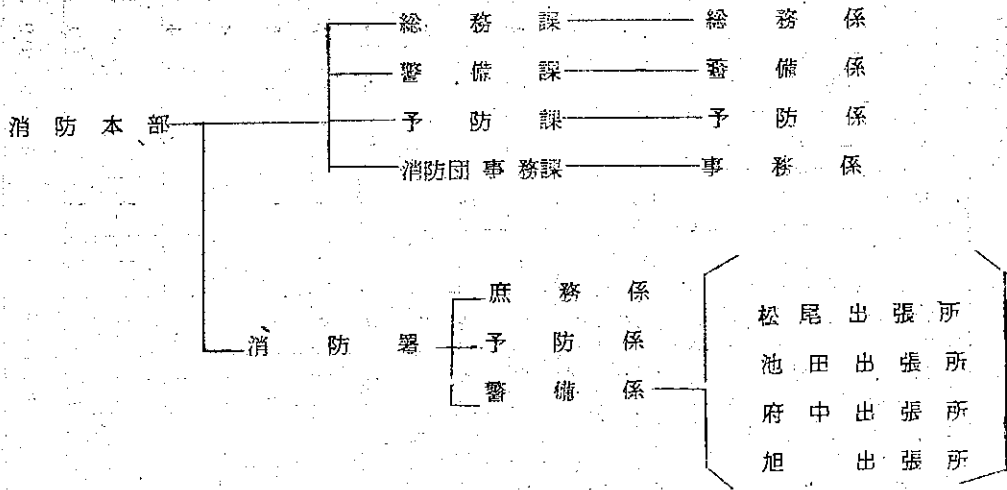 総務課 総務係
警備課 警備係
消防本部 予防課 予防係
消防団事務課 事務係
庶務係
消防署 予防係
警備係
松尾出張所
池田出張所
府中出張所
旭出張所